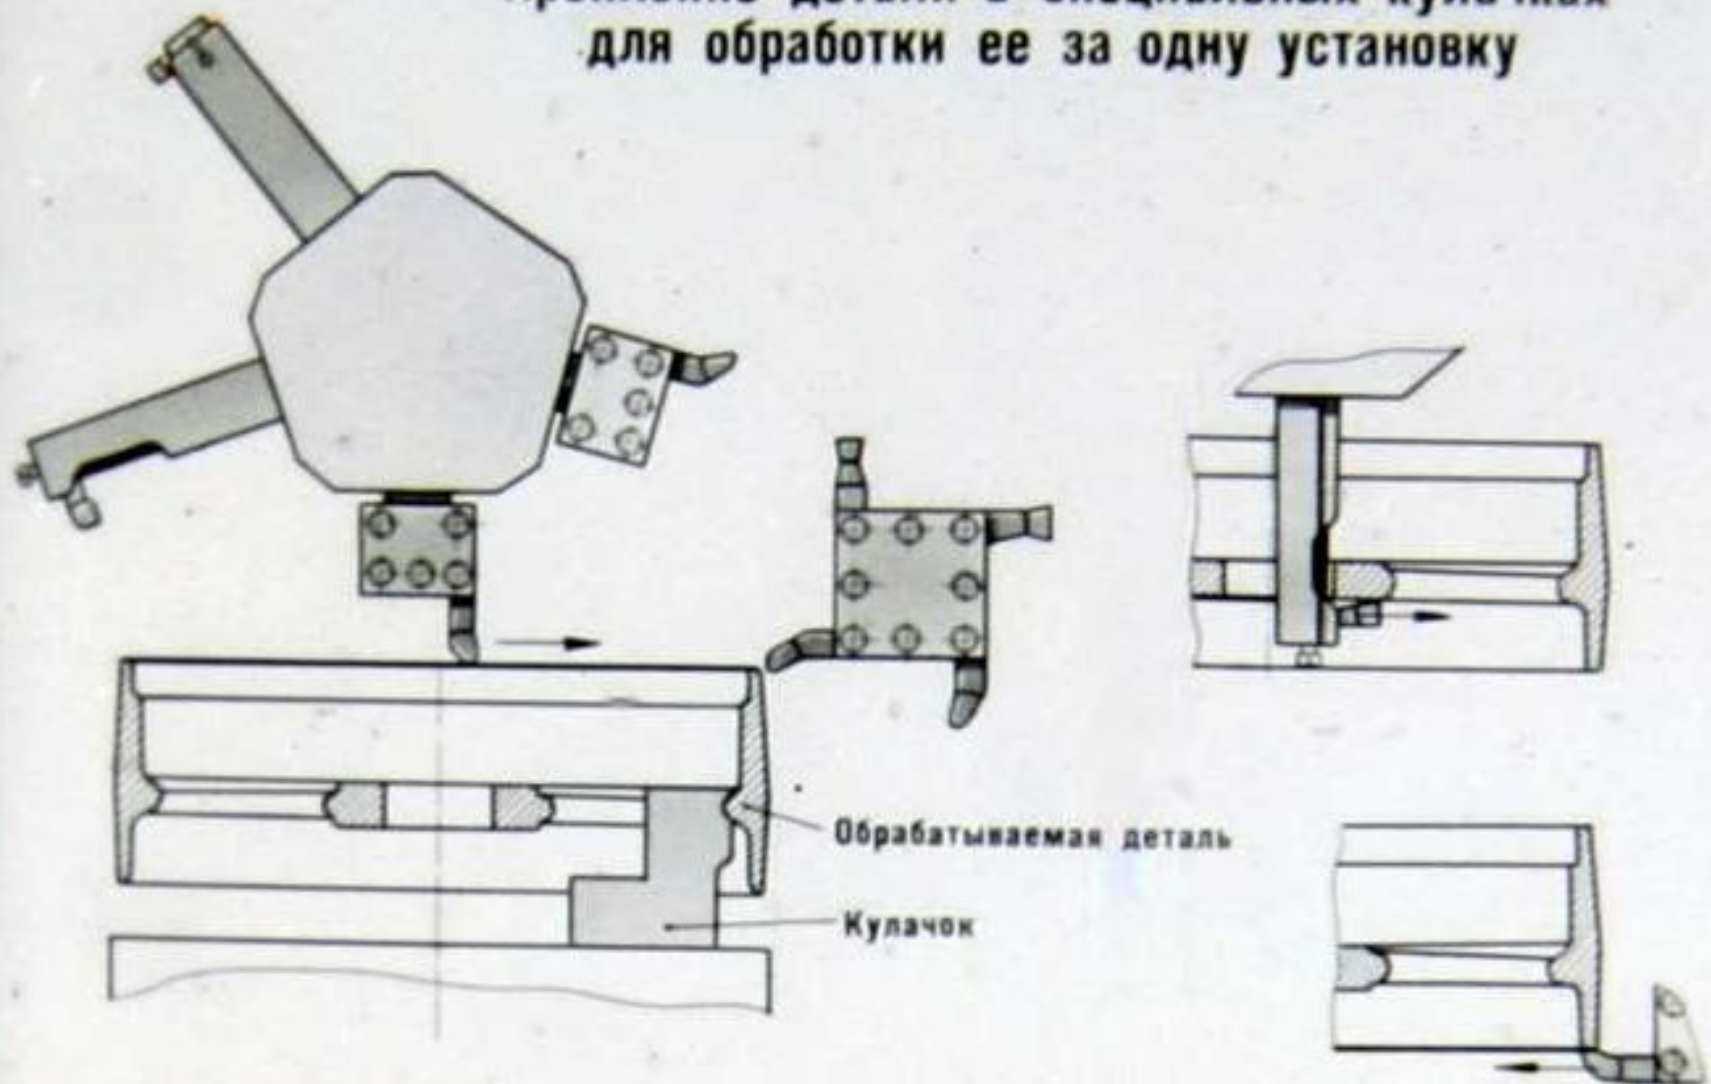 для обработки ее за одну установку
Обрабатываемая деталь
Кулачок